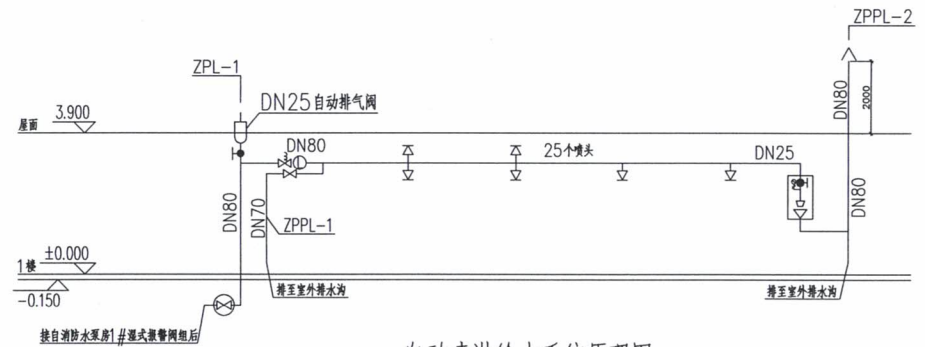 ZPPL-2
ZPL-1
DN25自动排气阀
3.900
屋面
DN80
2000
DN80
25个喷头
DN25
DN80
DN70
DN80
ZPPL-1
±0.000
1楼
-0.150
排至室外排水沟
排至室外排水沟
接自消防水泵房1#湿式报警阀组后